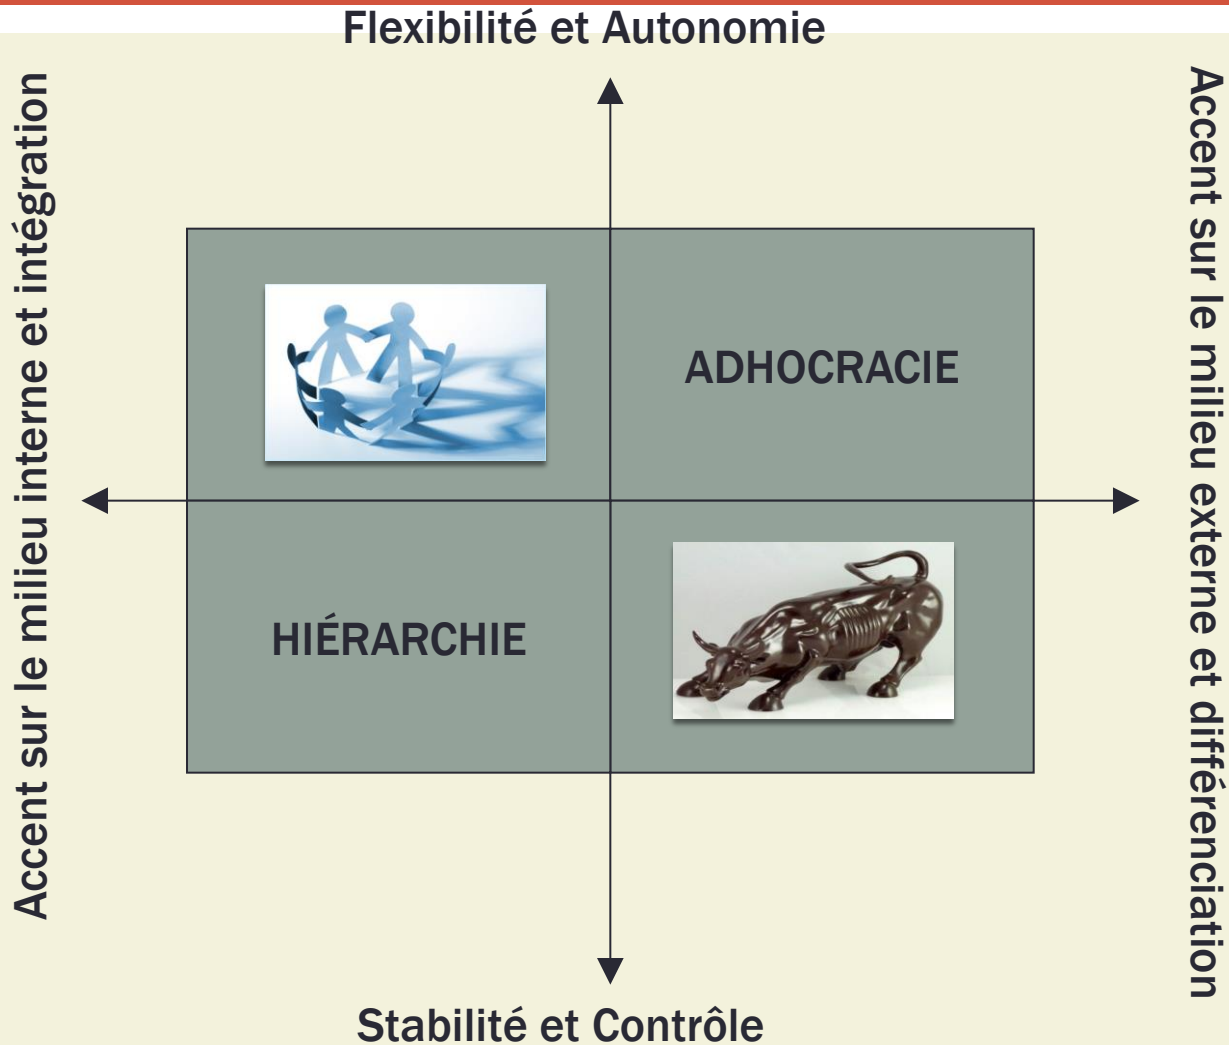 Flexibilité et Autonomie
Accent sur le milieu interne et intégration
Accent sur le milieu externe et différenciation
ADHOCRACIE
HIÉRARCHIE
Stabilité et Contrôle